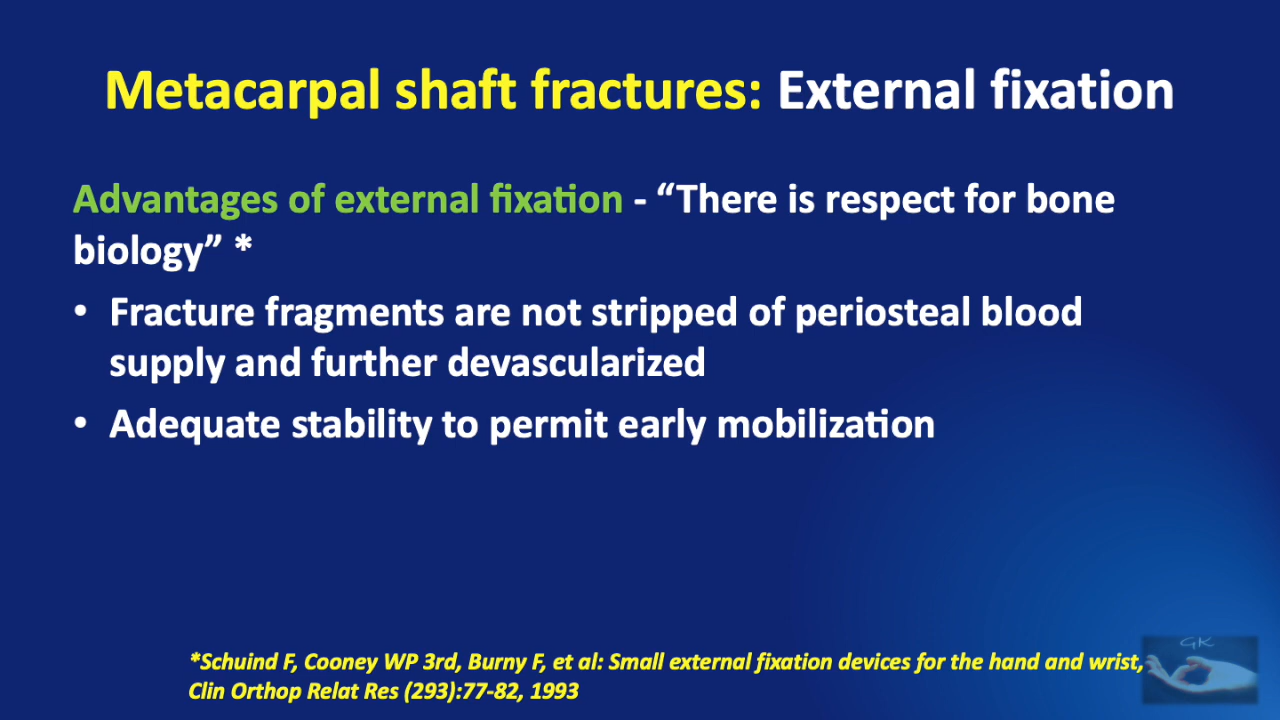 Metacarpal shaft fractures: External fixation
Advantages of external fixation - “There is respect for bone
biology” *
• Fracture fragments are not stripped of periosteal blood
supply and further devascularized
• Adequate stability to permit early mobilization
*Schuind F, Cooney WP 3rd, Burny F, et al: Small external fixation devices for the hand and wrist,
Clin Orthop Relat Res (293):77-82, 1993
GK